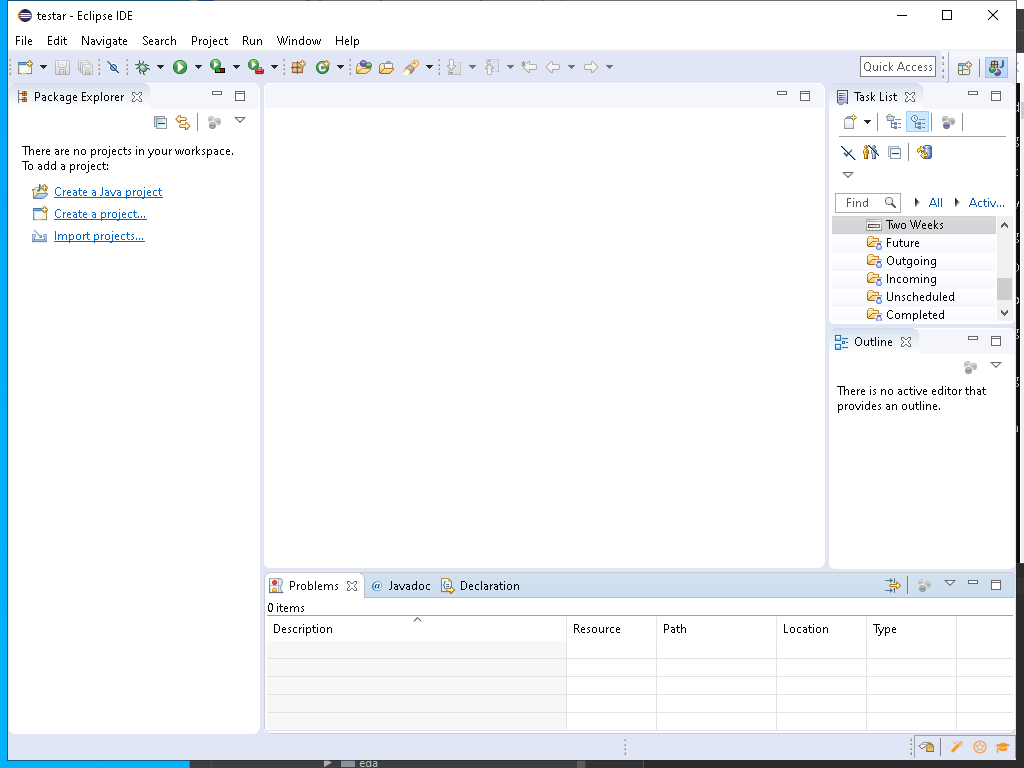 testar - Eclipse IDE
File Edit Navigate Search Project Run Window Help
Quick Access
Package Explorer
There are no projects in your workspace.
To add a project:
Create a Java project
Create a project...
Import projects...
Task List
Find All Activ...
Two Weeks
Future
Outgoing
Incoming
Unscheduled
Completed
Outline
There is no active editor that
provides an outline.
Problems @ Javadoc Declaration
0 items
Description Resource Path Location Type
eda